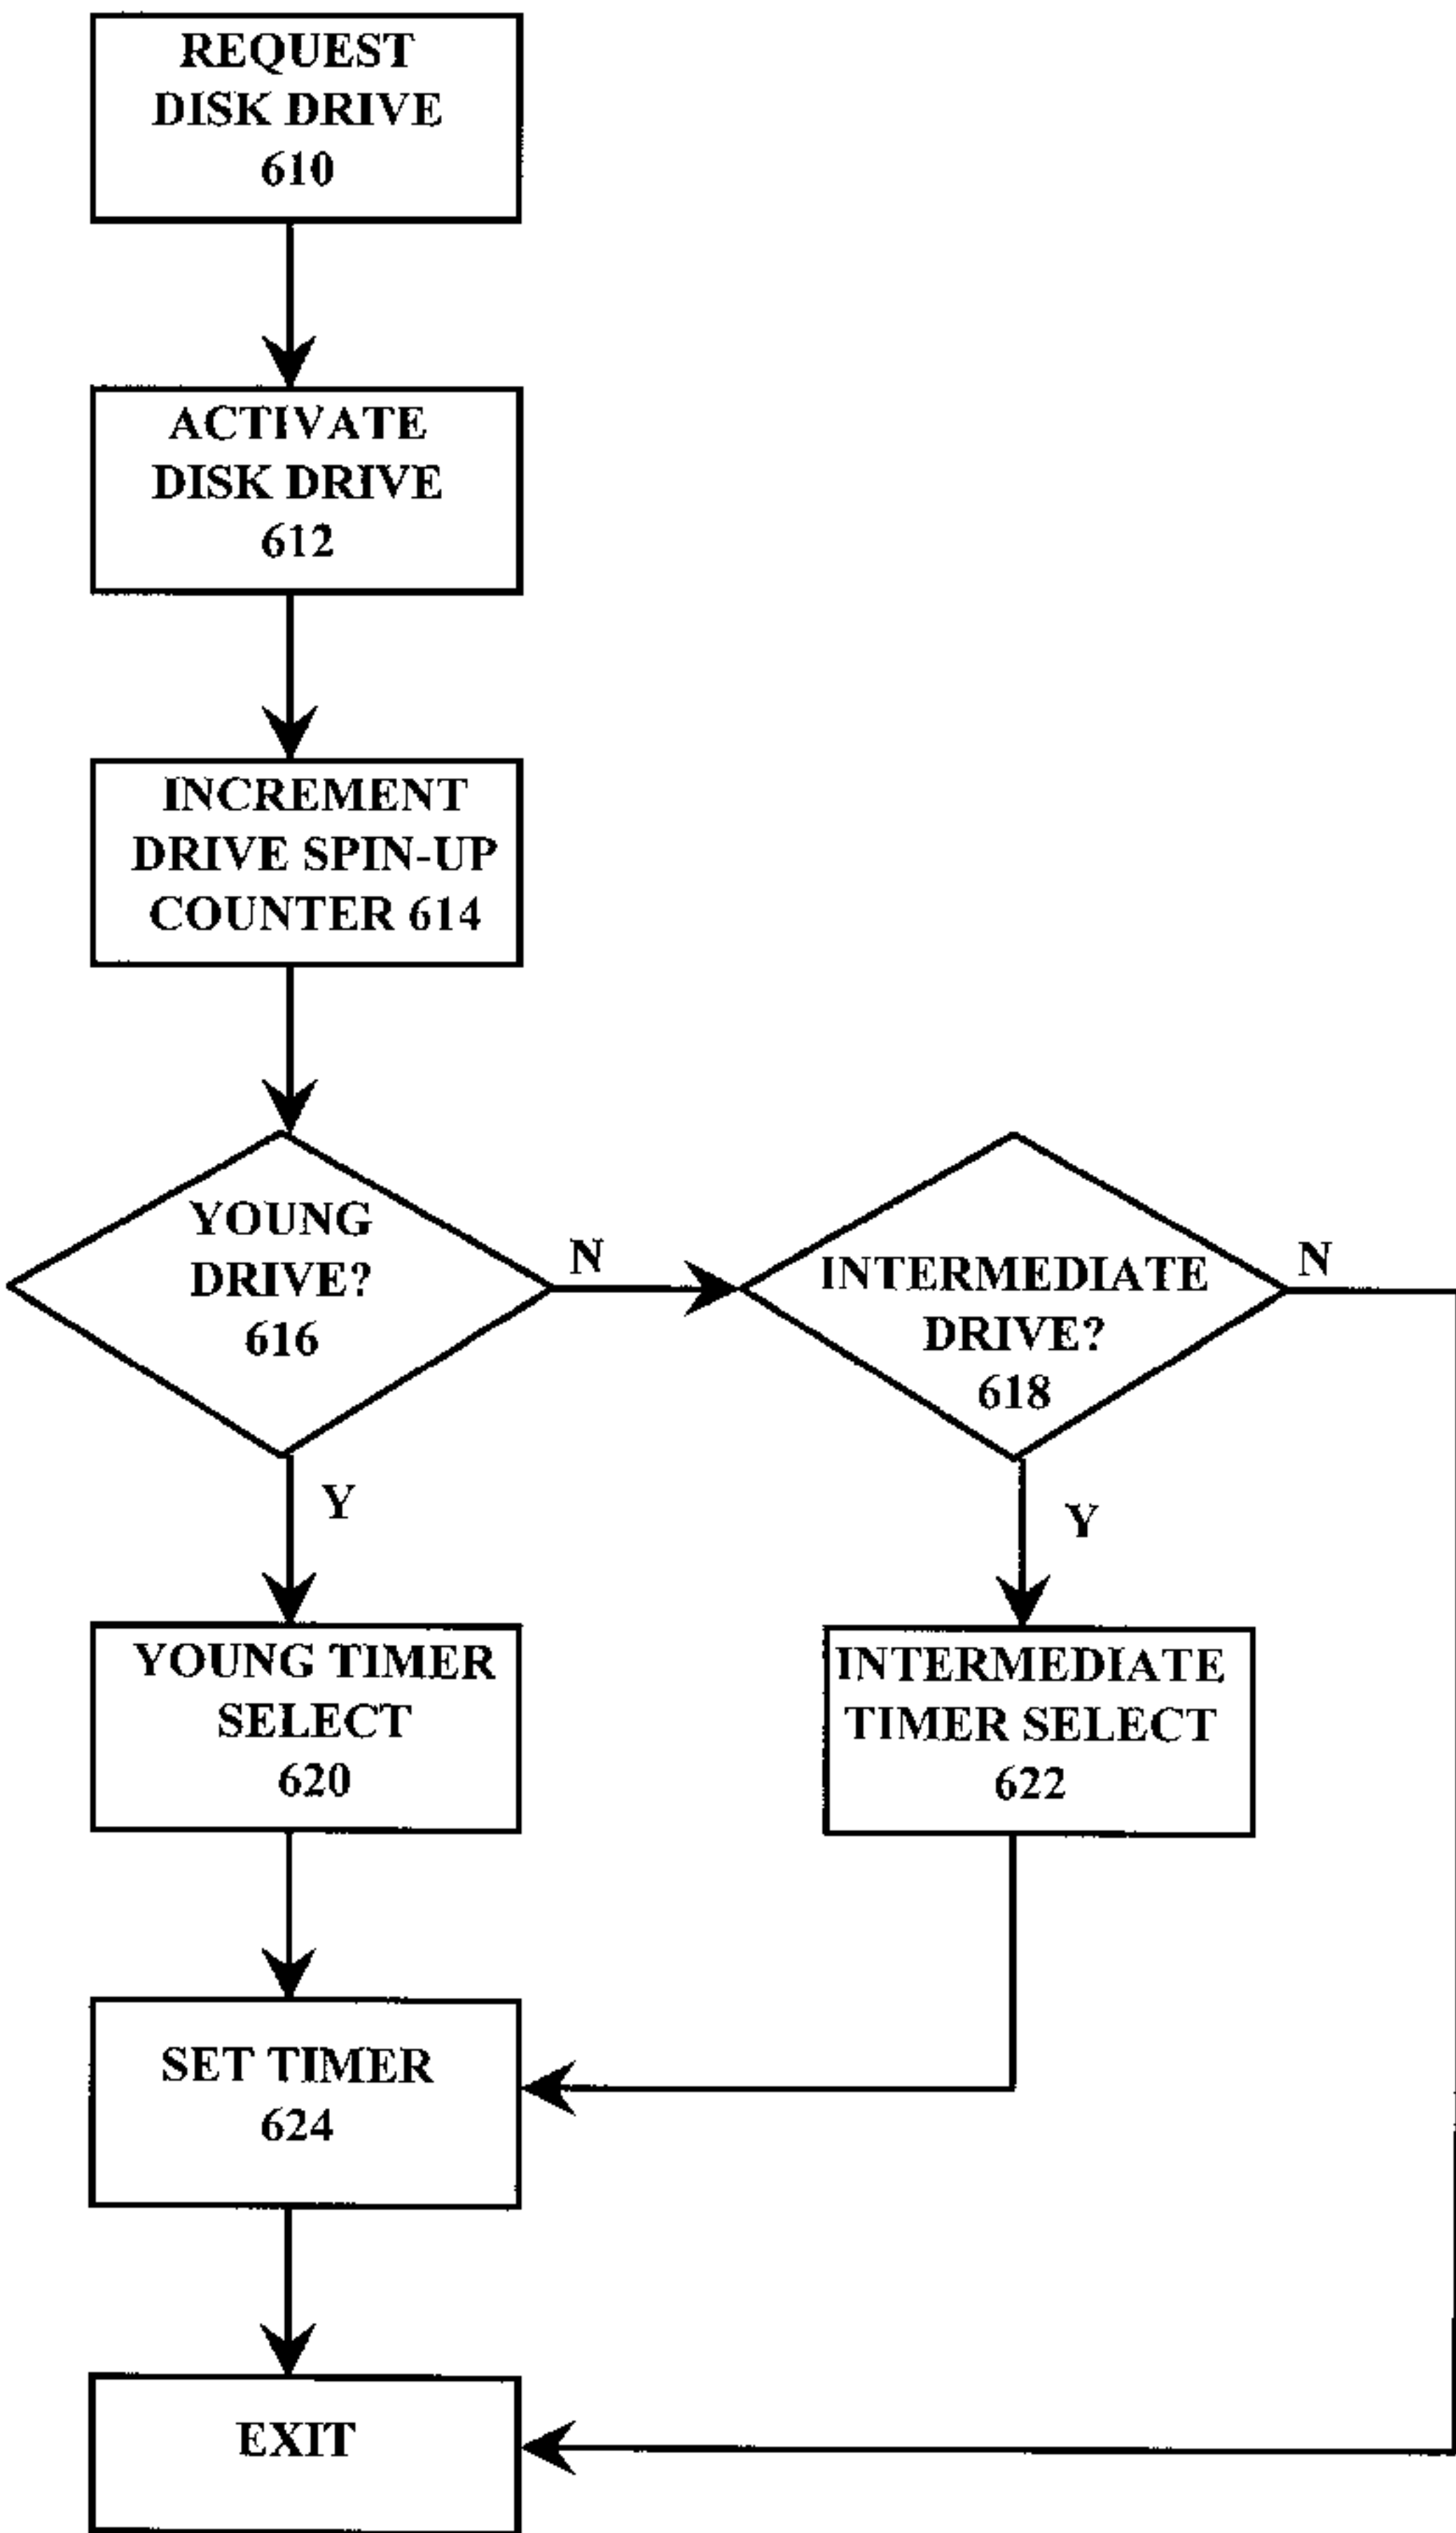 REQUEST
DISK DRIVE
610
ACTIVATE
DISK DRIVE
612
INCREMENT
DRIVE SPIN-UP
COUNTER 614
YOUNG
DRIVE?
616
N
INTERMEDIATE
DRIVE?
618
N
Y
Y
YOUNG TIMER
SELECT
620
INTERMEDIATE
TIMER SELECT
622
SET TIMER
624
EXIT